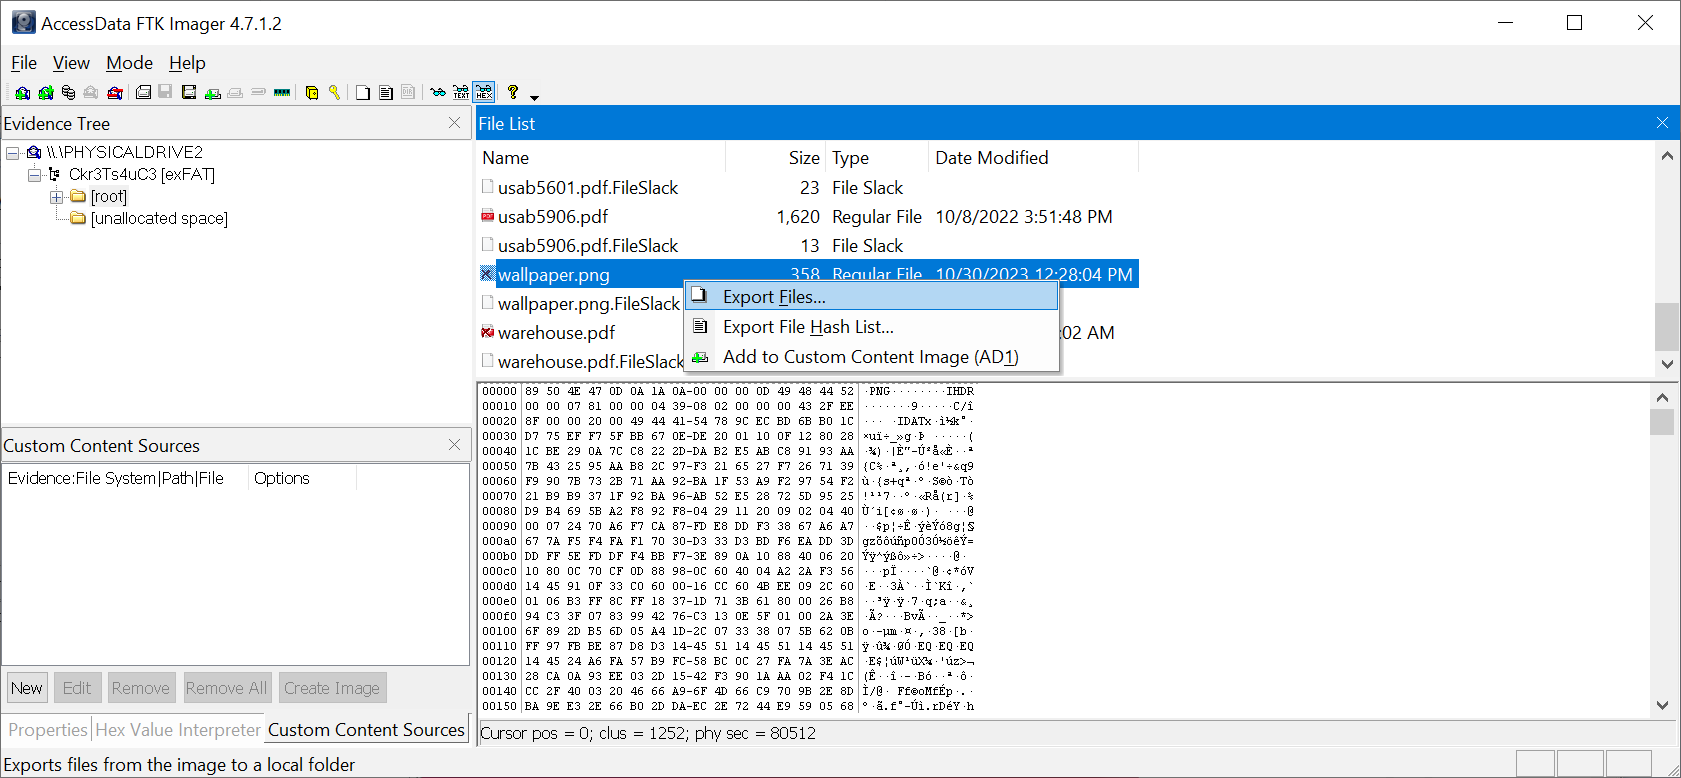 AccessData FTK Imager 4.7.1.2
File View Mode Help
Evidence Tree
\\.\PHYSICALDRIVE2
Ckr3Ts4uC3 [exFAT]
[root]
[unallocated space]
Custom Content Sources
Evidence:File System|Path|File Options
New Edit Remove Remove All Create Image
Properties Hex Value Interpreter Custom Content Sources
File List
Name Size Type Date Modified
usab5601.pdf.FileSlack 23 File Slack
usab5906.pdf 1,620 Regular File 10/8/2022 3:51:48 PM
usab5906.pdf.FileSlack 13 File Slack
wallpaper.png 358 Regular File 10/30/2023 12:28:04 PM
wallpaper.png.FileSlack
warehouse.pdf :02 AM
warehouse.pdf.FileSlack
Export Files...
Export File Hash List...
Add to Custom Content Image (AD1)
00000 89 50 4E 47 0D 0A 1A 0A-00 00 00 0D 49 48 44 52 ·PNG········IHDR
00010 00 00 07 81 00 00 04 39-08 02 00 00 00 43 2F EE ·······9·····C/î
00020 8F 00 00 20 00 49 44 41-54 78 9C EC BD 6B B0 1C
00030 D7 75 EF F7 5F BB 67 0E-DE 20 01 10 0F 12 80 28
00040 1C BE 29 0A 7C C8 22 2D-DA B2 E5 AB C8 91 93 AA
00050 7B 43 25 95 AA B8 2C 97-F3 21 65 27 F7 26 71 39
00060 F9 90 7B 73 2B 71 AA 92-BA 1F 53 A9 F2 97 54 F2
00070 21 B9 B9 37 1F 92 BA 96-AB 52 E5 28 72 5D 95 25
00080 D9 B4 69 5B A2 F8 92 F8-04 29 11 20 09 02 04 40
00090 00 07 24 70 A6 F7 CA 87-FD E8 DD F3 38 67 A6 A7
000a0 67 7A F5 F4 FA F1 70 30-D3 33 D3 BD F6 EA DD 3D
000b0 DD FF 5E FD DF F4 BB F7-3E 89 0A 10 88 40 06 20
000c0 10 80 0C 70 CF 0D 88 98-0C 60 40 04 A2 2A F3 56
000d0 14 45 91 0F 33 C0 60 00-16 CC 60 4B EE 09 2C 60
000e0 01 06 B3 FF 8C FF 18 37-1D 71 3B 61 80 00 26 B8
000f0 94 C3 3F 07 83 99 42 76-C3 13 0E 5F 01 00 2A 3E
00100 6F 89 2D B5 6D 05 A4 1D-2C 07 33 38 07 5B 62 0B
00110 FF 97 FB BE 87 D8 D3 14-45 51 14 45 51 14 45 51
00120 14 45 24 A6 FA 57 B9 FC-58 BC 0C 27 FA 7A 3E AC
00130 28 CA 0A 93 EE 03 2D 15-42 F3 90 1A AA 02 F4 1C
00140 CC 2F 40 03 20 46 66 A9-6F 4D 66 C9 70 9B 2E 8D
00150 BA 9E E3 2E 66 B0 2D DA-EC 2E 72 44 E9 59 05 68
Cursor pos = 0; clus = 1252; phy sec = 80512
Exports files from the image to a local folder